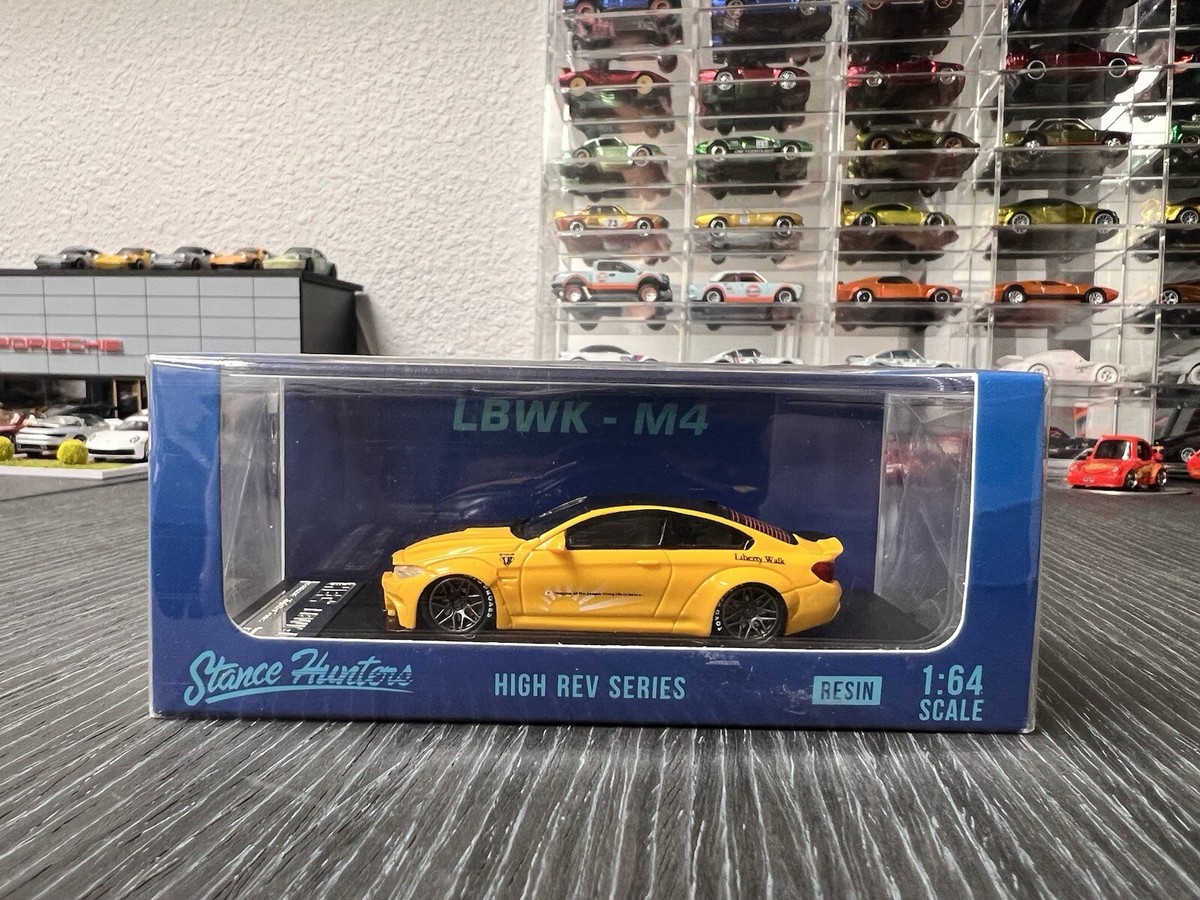 PORSCHE
LBWK - M4
Liberty Walk
Stance Hunters
HIGH REV SERIES
RESIN
1:64
SCALE